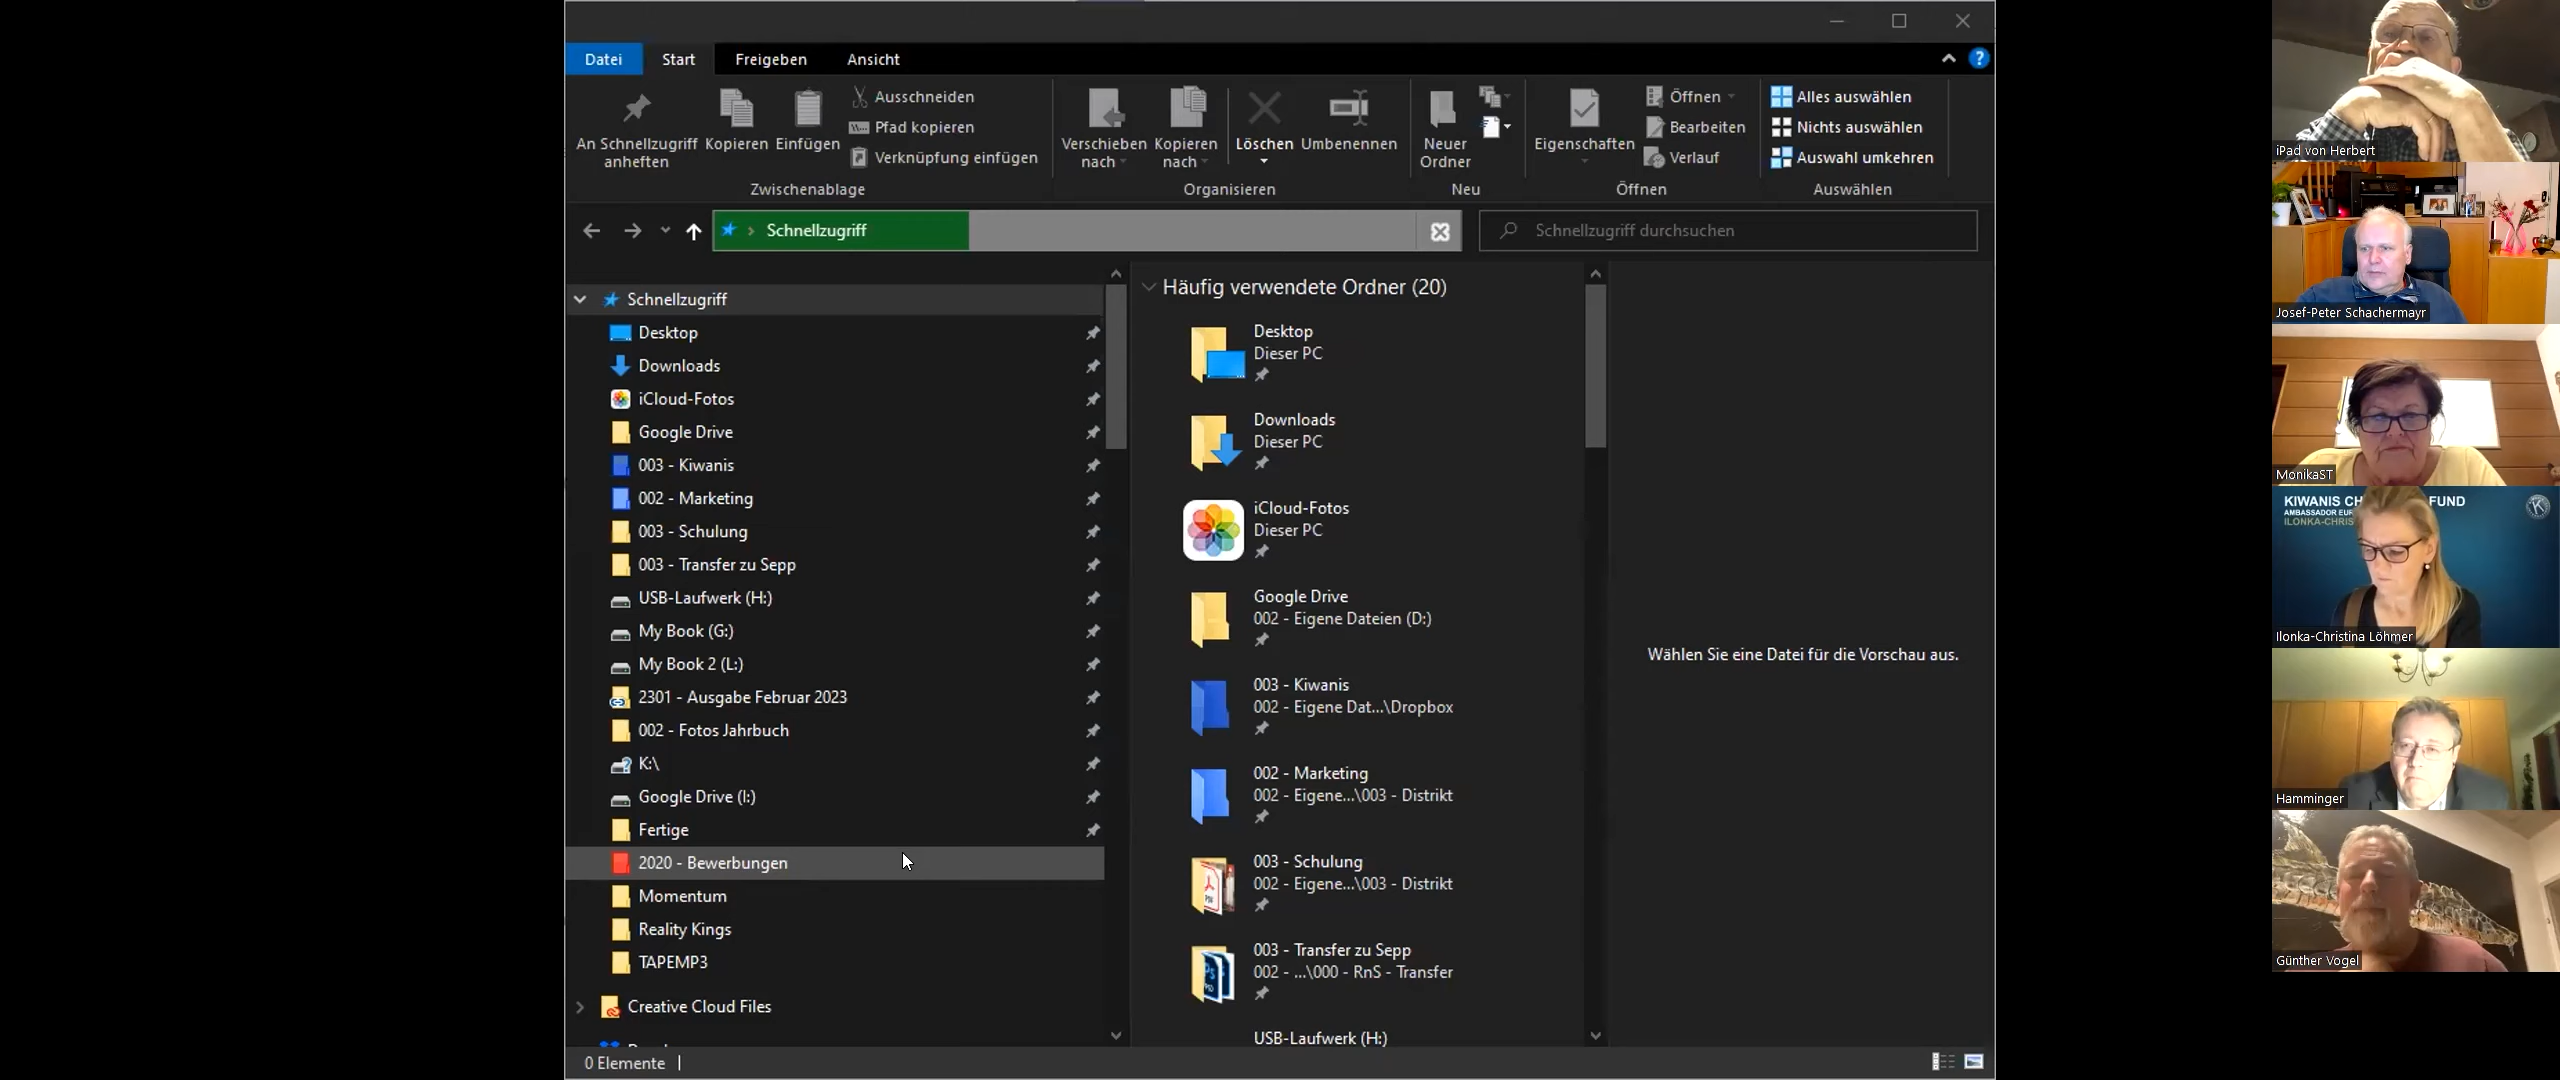 Datei
Start
Freigeben
Ansicht
An Schnellzugriff
anheften
Kopieren
Einfügen
Ausschneiden
Pfad kopieren
Verknüpfung einfügen
Zwischenablage
Verschieben
nach
Kopieren
nach
Löschen
Umbenennen
Organisieren
Neuer
Ordner
Neu
Eigenschaften
Öffnen
Bearbeiten
Verlauf
Öffnen
Alles auswählen
Nichts auswählen
Auswahl umkehren
Auswählen
Schnellzugriff
Schnellzugriff durchsuchen
Schnellzugriff
Desktop
Downloads
iCloud-Fotos
Google Drive
003 - Kiwanis
002 - Marketing
003 - Schulung
003 - Transfer zu Sepp
USB-Laufwerk (H:)
My Book (G:)
My Book 2 (L:)
2301 - Ausgabe Februar 2023
002 - Fotos Jahrbuch
K:\
Google Drive (I:)
Fertige
2020 - Bewerbungen
Momentum
Reality Kings
TAPEMP3
Creative Cloud Files
Häufig verwendete Ordner (20)
Desktop
Dieser PC
Downloads
Dieser PC
iCloud-Fotos
Dieser PC
Google Drive
002 - Eigene Dateien (D:)
003 - Kiwanis
002 - Eigene Dat...\Dropbox
002 - Marketing
002 - Eigene...\003 - Distrikt
003 - Schulung
002 - Eigene...\003 - Distrikt
003 - Transfer zu Sepp
002 - ...\000 - RnS - Transfer
USB-Laufwerk (H:)
Wählen Sie eine Datei für die Vorschau aus.
0 Elemente
iPad von Herbert
Josef-Peter Schachermayr
MonikaST
KIWANIS CH FUND
AMBASSADOR EUR
ILONKA-CHRIS
Ilonka-Christina Löhmer
Hamminger
Günther Vogel